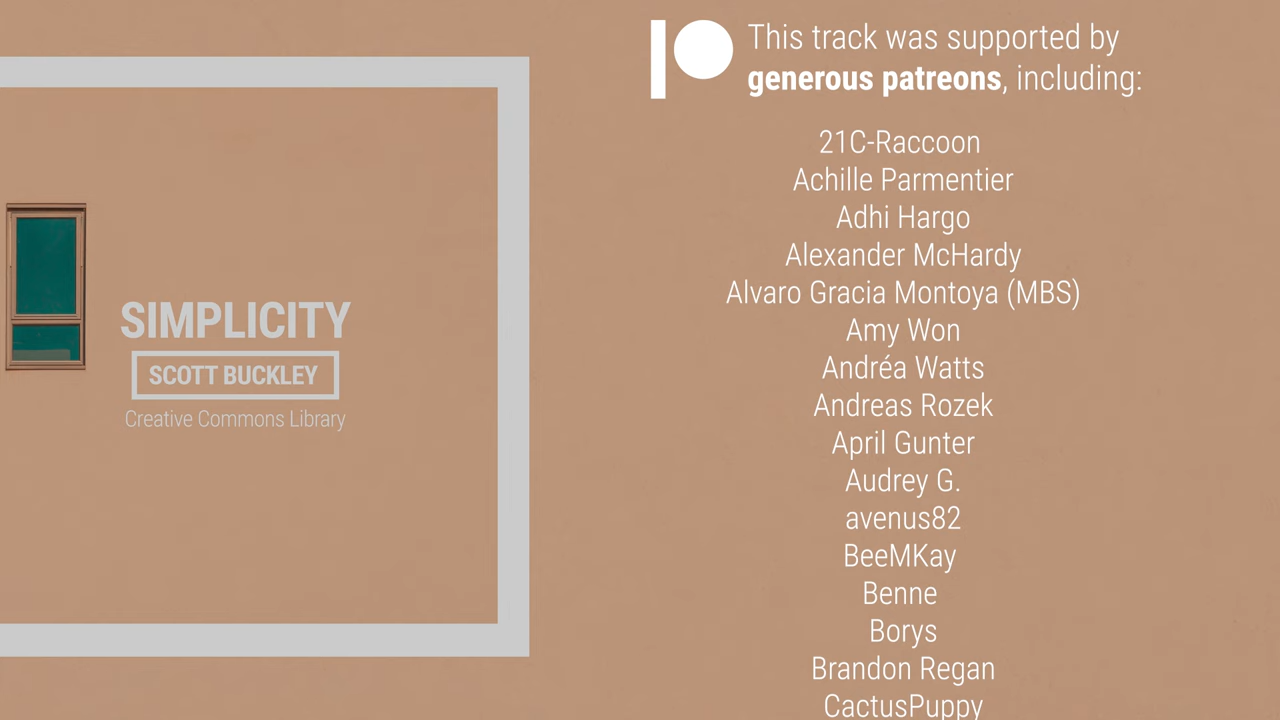 SIMPLICITY
SCOTT BUCKLEY
Creative Commons Library
This track was supported by
generous patreons, including:
21C-Raccoon
Achille Parmentier
Adhi Hargo
Alexander McHardy
Alvaro Gracia Montoya (MBS)
Amy Won
Andréa Watts
Andreas Rozek
April Gunter
Audrey G.
avenus82
BeeMKay
Benne
Borys
Brandon Regan
CactusPuppy